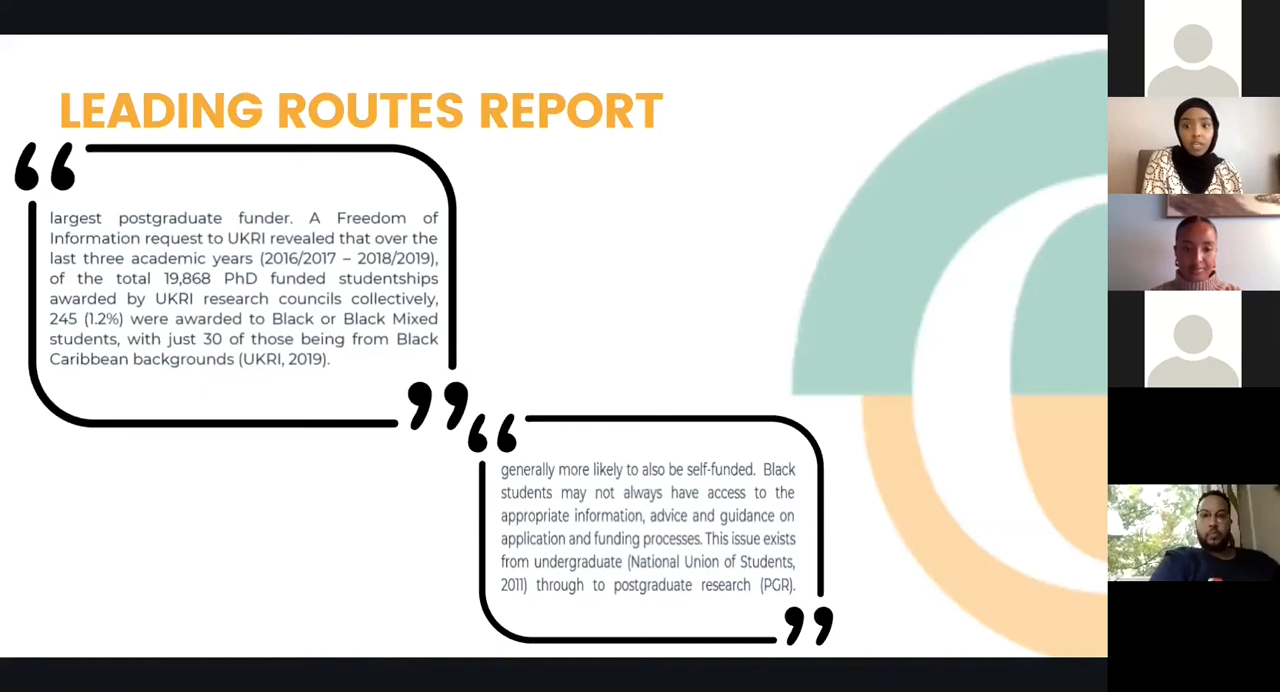 LEADING ROUTES REPORT
largest postgraduate funder. A Freedom of
Information request to UKRI revealed that over the
last three academic years (2016/2017 – 2018/2019),
of the total 19,868 PhD funded studentships
awarded by UKRI research councils collectively,
245 (1.2%) were awarded to Black or Black Mixed
students, with just 30 of those being from Black
Caribbean backgrounds (UKRI, 2019).
generally more likely to also be self-funded. Black
students may not always have access to the
appropriate information, advice and guidance on
application and funding processes. This issue exists
from undergraduate (National Union of Students,
2011) through to postgraduate research (PGR).